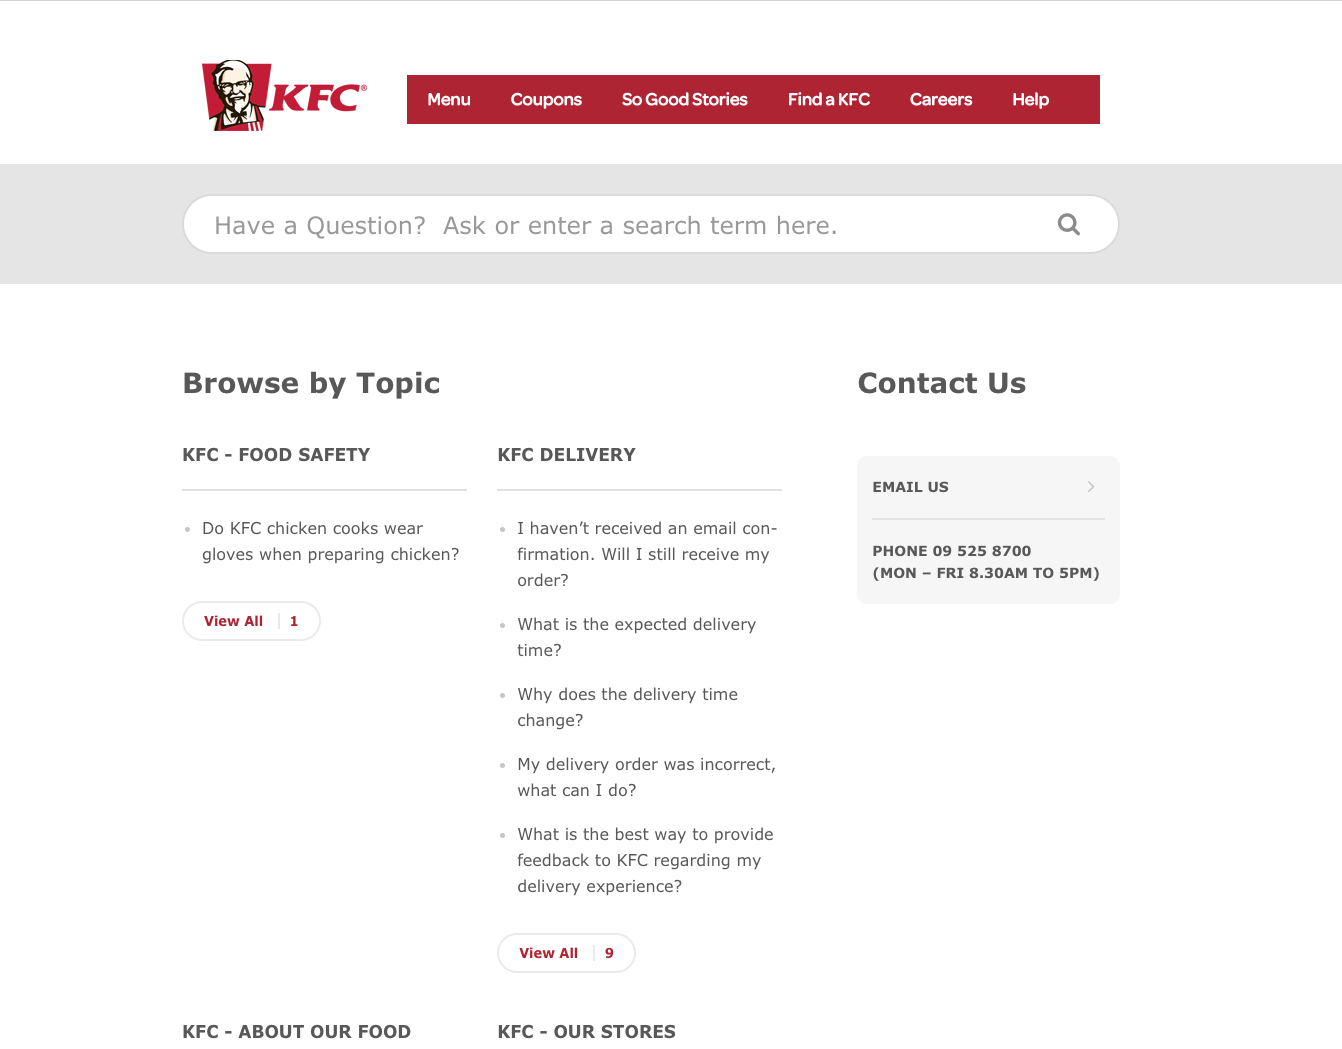 KFC®
Menu Coupons So Good Stories Find a KFC Careers Help
Have a Question? Ask or enter a search term here.
Browse by Topic
KFC - FOOD SAFETY
Do KFC chicken cooks wear
gloves when preparing chicken?
View All 1
KFC DELIVERY
I haven’t received an email con-
firmation. Will I still receive my
order?
What is the expected delivery
time?
Why does the delivery time
change?
My delivery order was incorrect,
what can I do?
What is the best way to provide
feedback to KFC regarding my
delivery experience?
View All 9
KFC - ABOUT OUR FOOD
KFC - OUR STORES
Contact Us
EMAIL US
PHONE 09 525 8700
(MON – FRI 8.30AM TO 5PM)